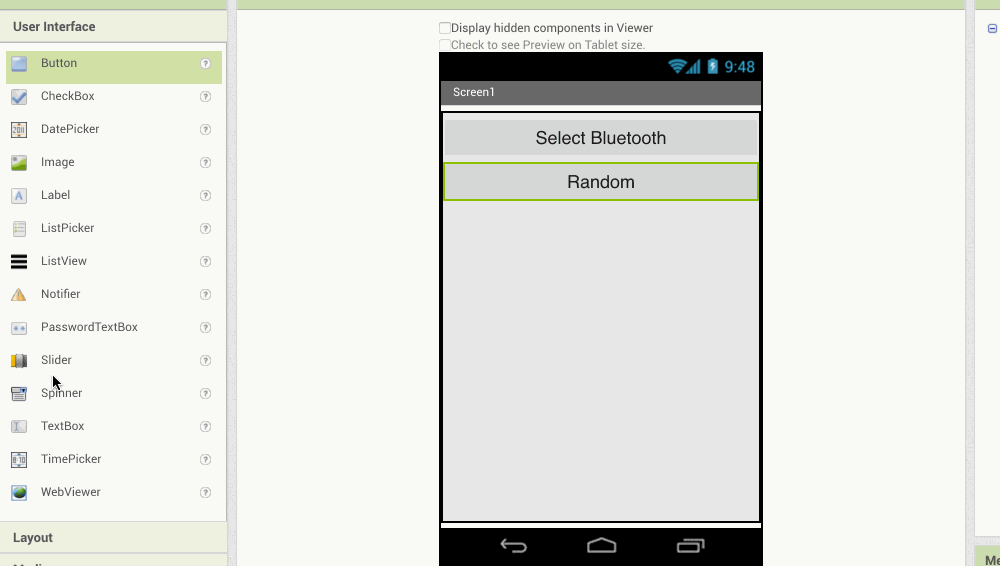 User Interface
Button
CheckBox
DatePicker
Image
Label
ListPicker
ListView
Notifier
PasswordTextBox
Slider
Spinner
TextBox
TimePicker
WebViewer
Layout
Display hidden components in Viewer
Check to see Preview on Tablet size.
9:48
Screen1
Select Bluetooth
Random